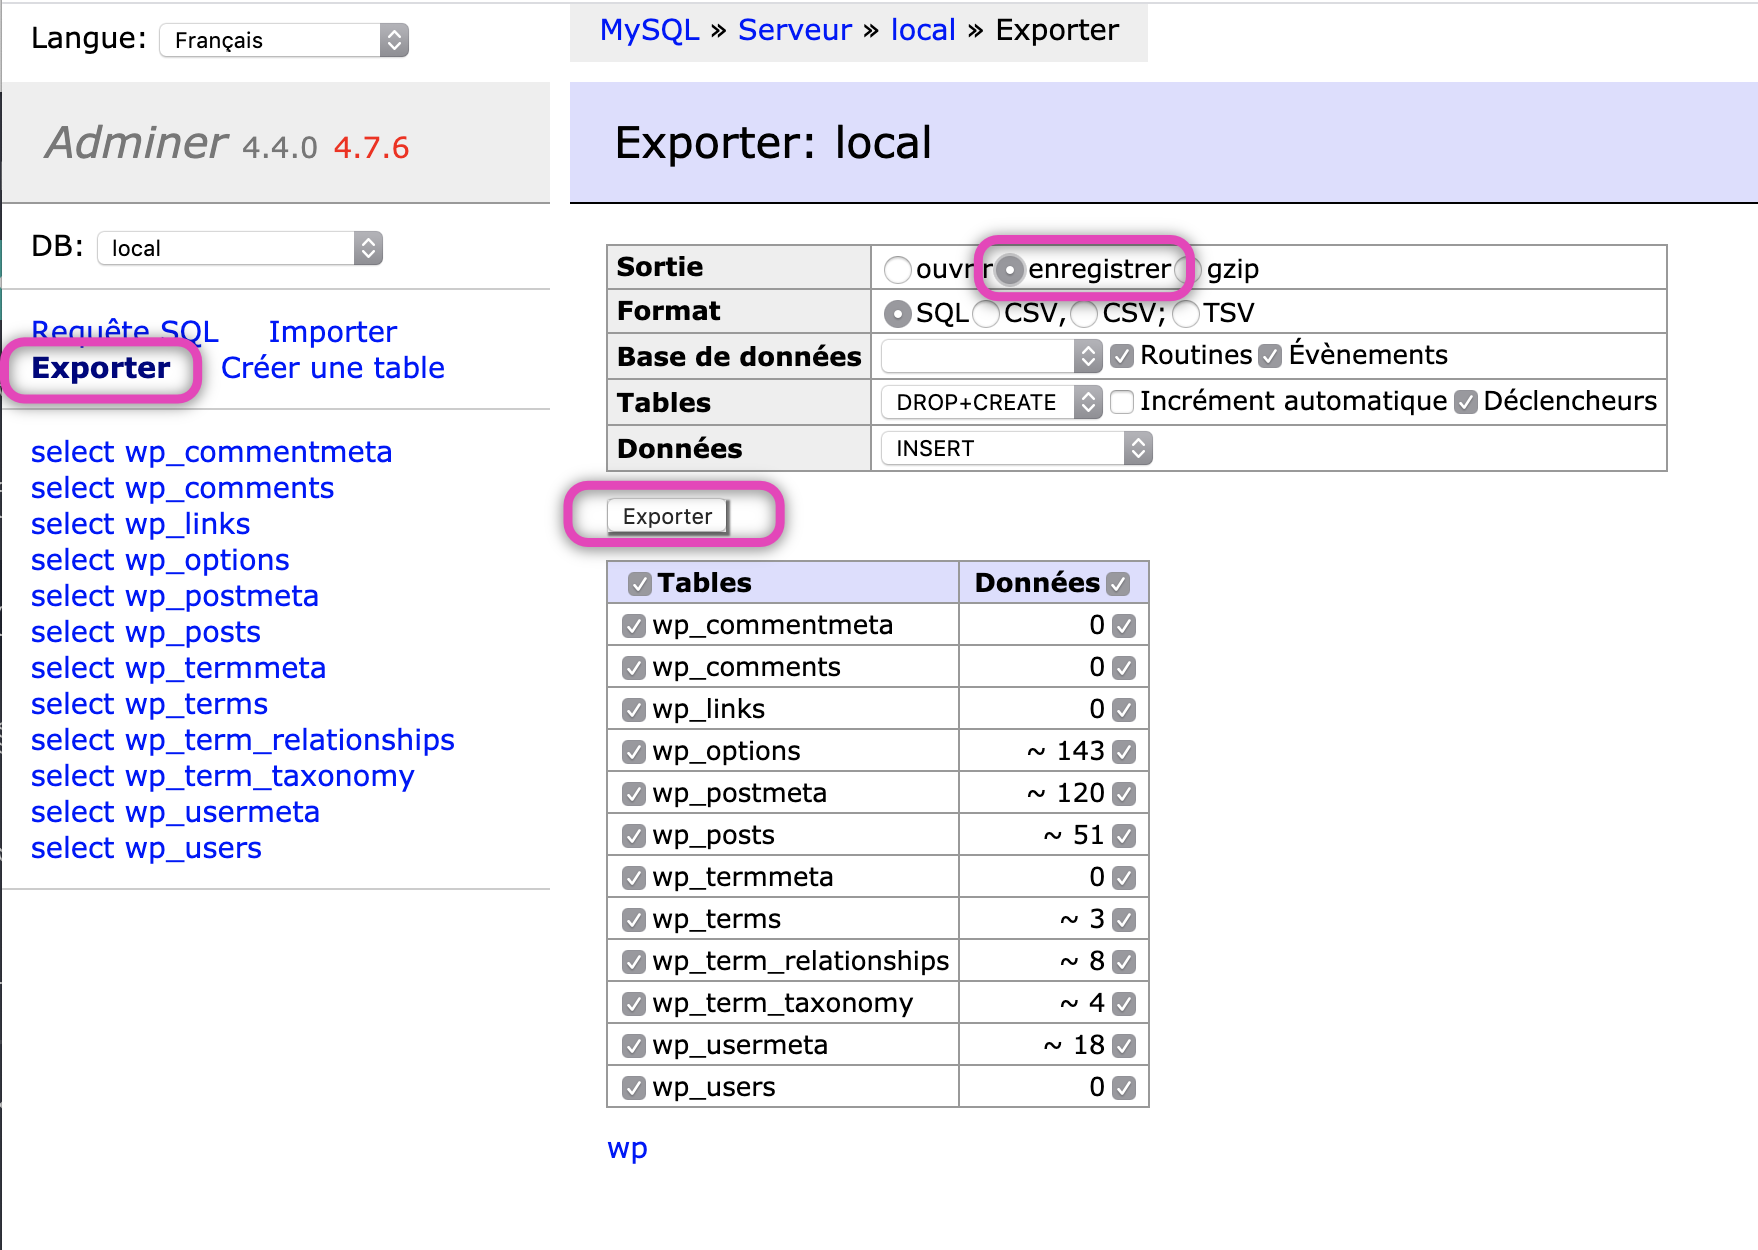 Langue: Français
MySQL » Serveur » local » Exporter
Adminer 4.4.0 4.7.6
Exporter: local
DB: local
Requête SQL Importer
Exporter Créer une table
select wp_commentmeta
select wp_comments
select wp_links
select wp_options
select wp_postmeta
select wp_posts
select wp_termmeta
select wp_terms
select wp_term_relationships
select wp_term_taxonomy
select wp_usermeta
select wp_users
Sortie ouvrir enregistrer gzip
Format SQL CSV, CSV; TSV
Base de données Routines Évènements
Tables DROP+CREATE Incrément automatique Déclencheurs
Données INSERT
Exporter
Tables Données
wp_commentmeta 0
wp_comments 0
wp_links 0
wp_options ~ 143
wp_postmeta ~ 120
wp_posts ~ 51
wp_termmeta 0
wp_terms ~ 3
wp_term_relationships ~ 8
wp_term_taxonomy ~ 4
wp_usermeta ~ 18
wp_users 0
wp